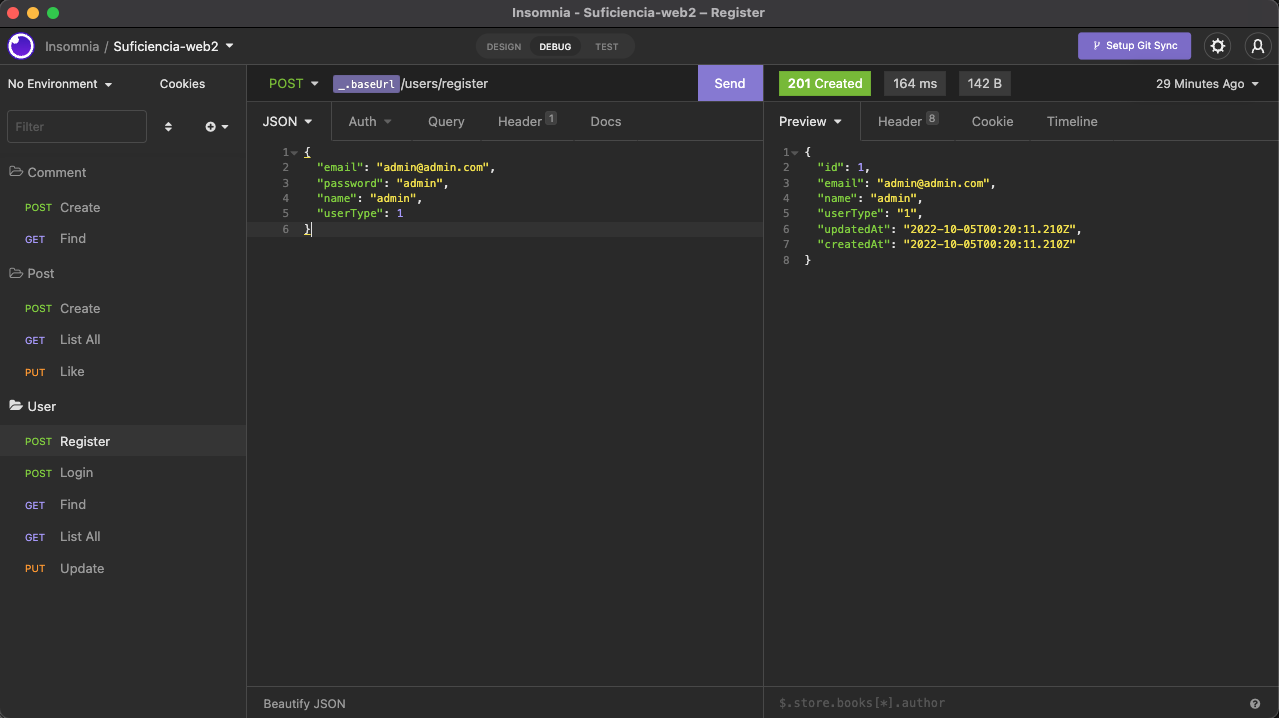 Insomnia - Suficiencia-web2 – Register
Insomnia / Suficiencia-web2
DESIGN DEBUG TEST
Setup Git Sync
No Environment Cookies
Filter
Comment
POST Create
GET Find
Post
POST Create
GET List All
PUT Like
User
POST Register
POST Login
GET Find
GET List All
PUT Update
POST _.baseUrl/users/register Send
JSON Auth Query Header 1 Docs
1 {
2 "email": "admin@admin.com",
3 "password": "admin",
4 "name": "admin",
5 "userType": 1
6 }
Beautify JSON
201 Created 164 ms 142 B 29 Minutes Ago
Preview Header 8 Cookie Timeline
1 {
2 "id": 1,
3 "email": "admin@admin.com",
4 "name": "admin",
5 "userType": "1",
6 "updatedAt": "2022-10-05T00:20:11.210Z",
7 "createdAt": "2022-10-05T00:20:11.210Z"
8 }
$.store.books[*].author